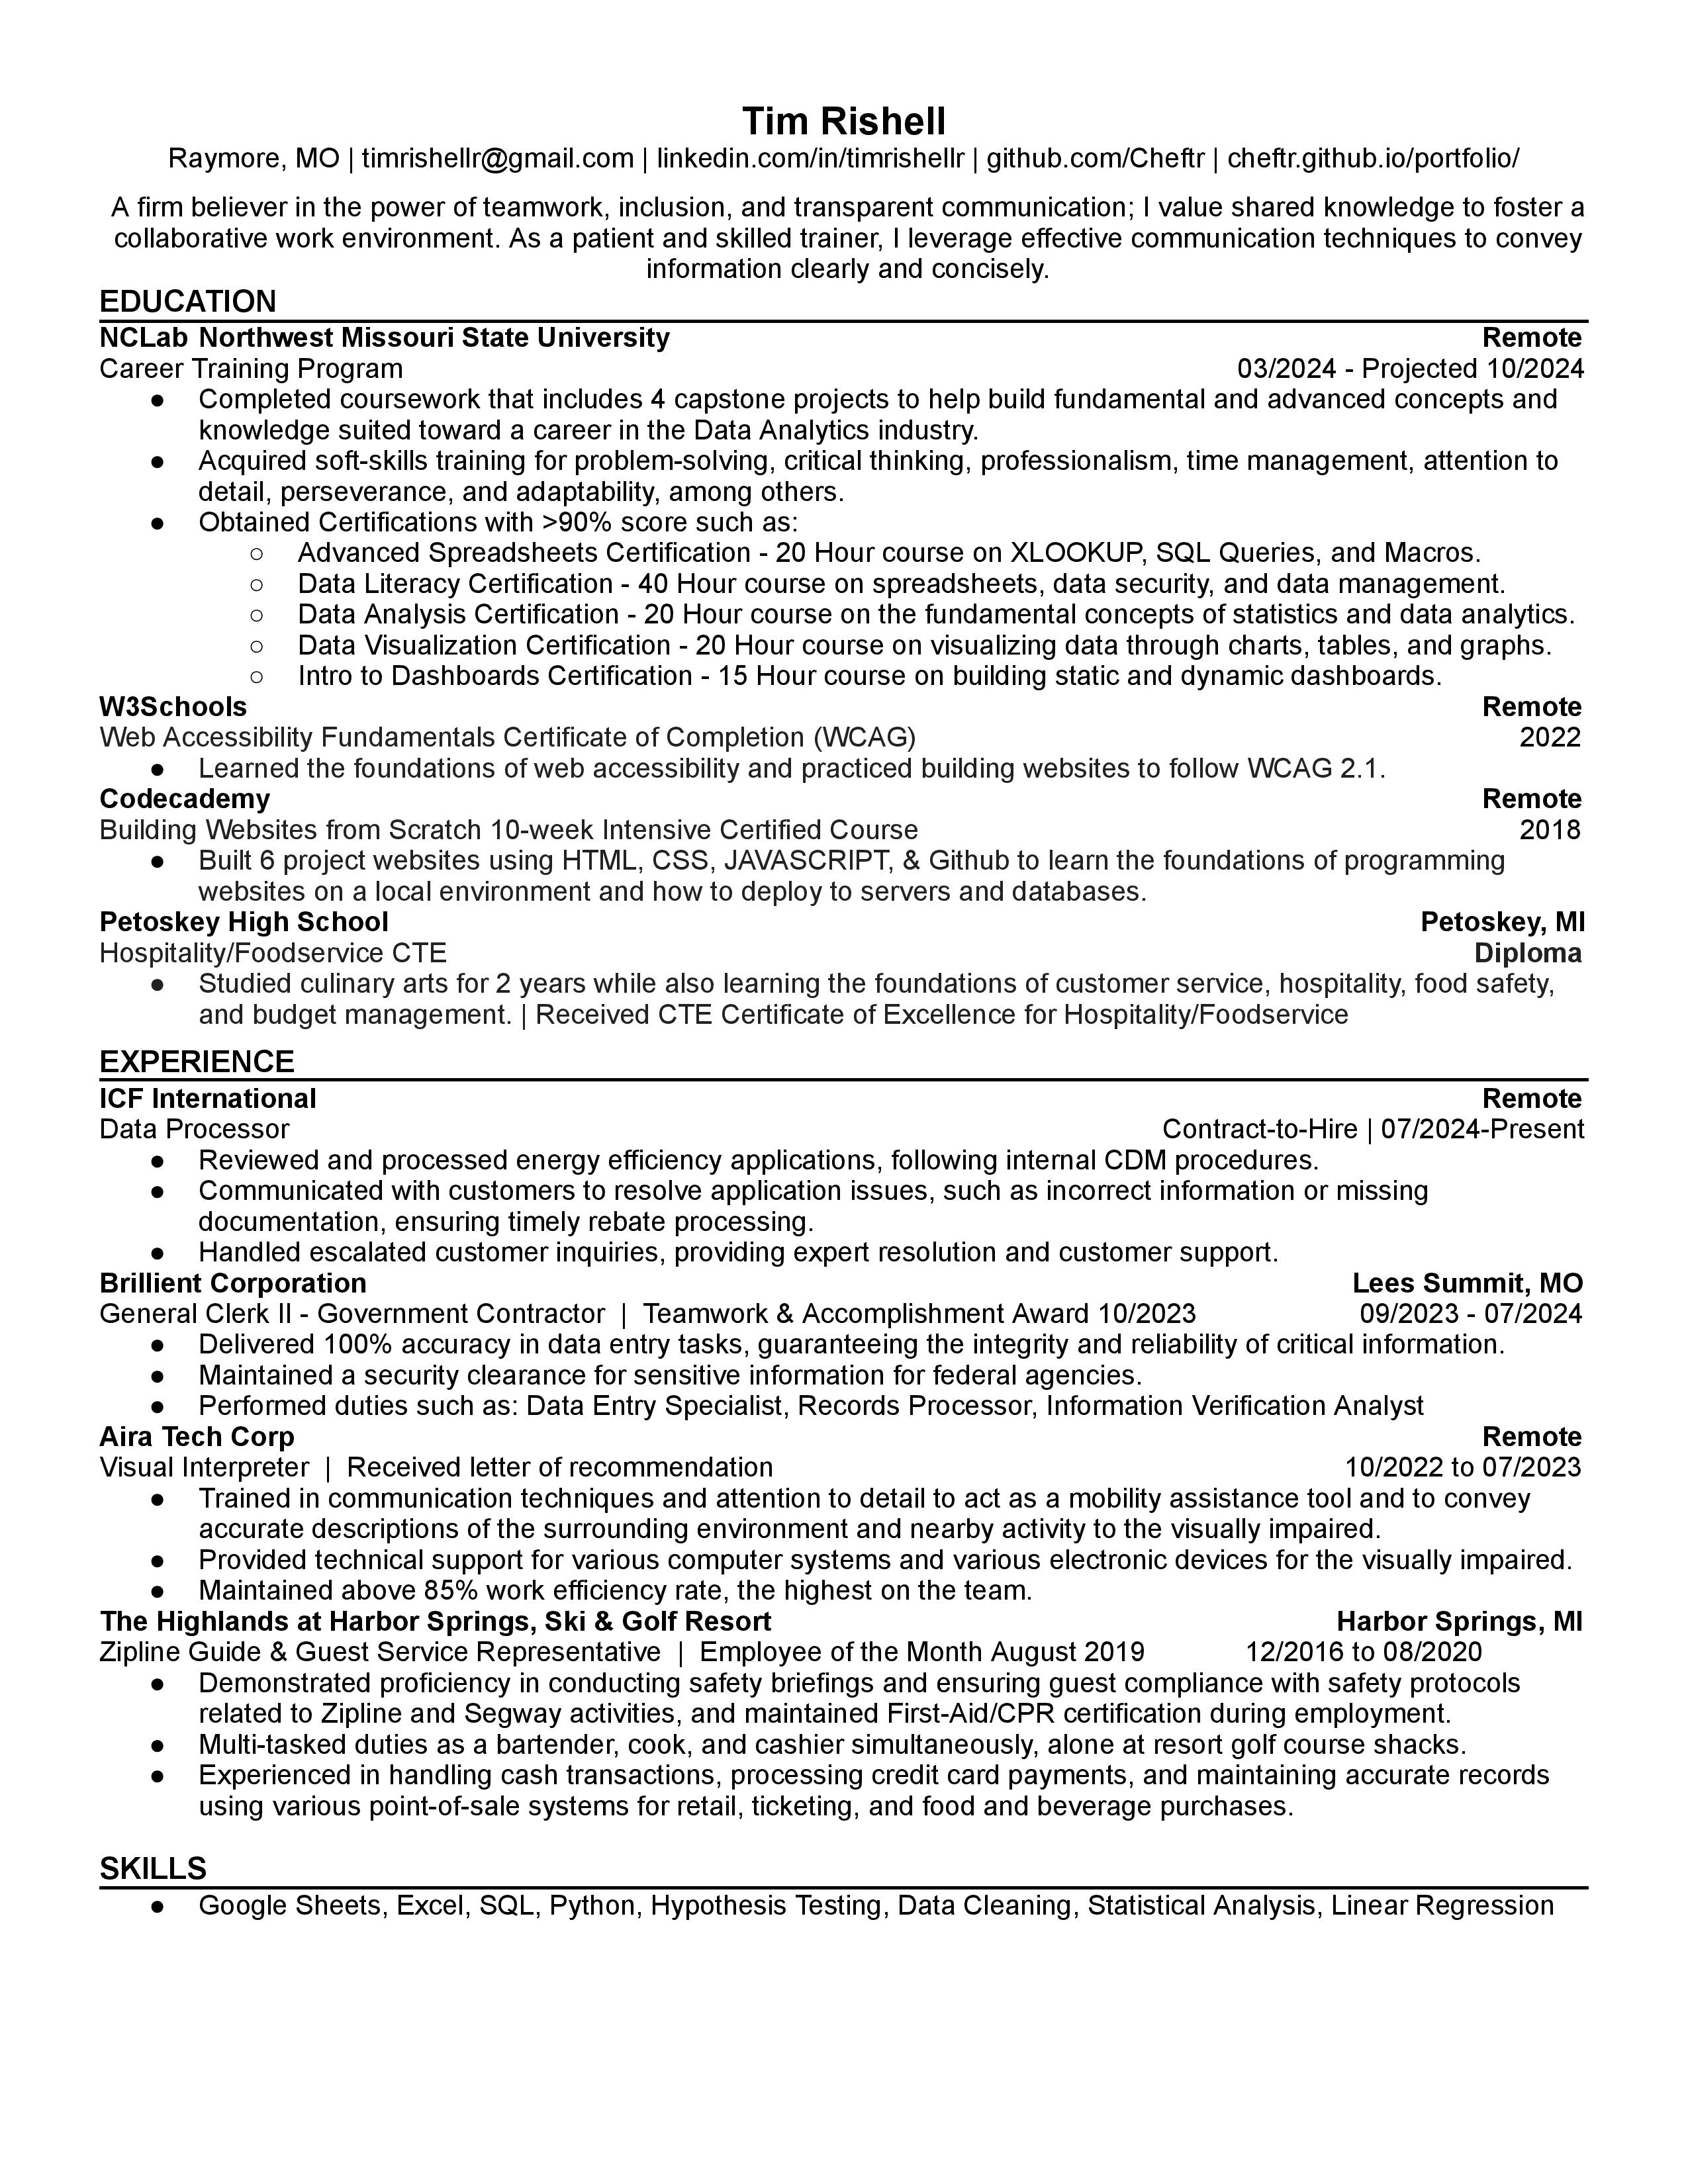 Tim Rishell
Raymore, MO | timrishellr@gmail.com | linkedin.com/in/timrishellr | github.com/Cheftr | cheftr.github.io/portfolio/
A firm believer in the power of teamwork, inclusion, and transparent communication; I value shared knowledge to foster a
collaborative work environment. As a patient and skilled trainer, I leverage effective communication techniques to convey
information clearly and concisely.
EDUCATION
NCLab Northwest Missouri State University Remote
Career Training Program 03/2024 - Projected 10/2024
● Completed coursework that includes 4 capstone projects to help build fundamental and advanced concepts and
knowledge suited toward a career in the Data Analytics industry.
● Acquired soft-skills training for problem-solving, critical thinking, professionalism, time management, attention to
detail, perseverance, and adaptability, among others.
● Obtained Certifications with >90% score such as:
○ Advanced Spreadsheets Certification - 20 Hour course on XLOOKUP, SQL Queries, and Macros.
○ Data Literacy Certification - 40 Hour course on spreadsheets, data security, and data management.
○ Data Analysis Certification - 20 Hour course on the fundamental concepts of statistics and data analytics.
○ Data Visualization Certification - 20 Hour course on visualizing data through charts, tables, and graphs.
○ Intro to Dashboards Certification - 15 Hour course on building static and dynamic dashboards.
W3Schools Remote
Web Accessibility Fundamentals Certificate of Completion (WCAG) 2022
● Learned the foundations of web accessibility and practiced building websites to follow WCAG 2.1.
Codecademy Remote
Building Websites from Scratch 10-week Intensive Certified Course 2018
● Built 6 project websites using HTML, CSS, JAVASCRIPT, & Github to learn the foundations of programming
websites on a local environment and how to deploy to servers and databases.
Petoskey High School Petoskey, MI
Hospitality/Foodservice CTE Diploma
● Studied culinary arts for 2 years while also learning the foundations of customer service, hospitality, food safety,
and budget management. | Received CTE Certificate of Excellence for Hospitality/Foodservice
EXPERIENCE
ICF International Remote
Data Processor Contract-to-Hire | 07/2024-Present
● Reviewed and processed energy efficiency applications, following internal CDM procedures.
● Communicated with customers to resolve application issues, such as incorrect information or missing
documentation, ensuring timely rebate processing.
● Handled escalated customer inquiries, providing expert resolution and customer support.
Brillient Corporation Lees Summit, MO
General Clerk II - Government Contractor | Teamwork & Accomplishment Award 10/2023 09/2023 - 07/2024
● Delivered 100% accuracy in data entry tasks, guaranteeing the integrity and reliability of critical information.
● Maintained a security clearance for sensitive information for federal agencies.
● Performed duties such as: Data Entry Specialist, Records Processor, Information Verification Analyst
Aira Tech Corp Remote
Visual Interpreter | Received letter of recommendation 10/2022 to 07/2023
● Trained in communication techniques and attention to detail to act as a mobility assistance tool and to convey
accurate descriptions of the surrounding environment and nearby activity to the visually impaired.
● Provided technical support for various computer systems and various electronic devices for the visually impaired.
● Maintained above 85% work efficiency rate, the highest on the team.
The Highlands at Harbor Springs, Ski & Golf Resort Harbor Springs, MI
Zipline Guide & Guest Service Representative | Employee of the Month August 2019 12/2016 to 08/2020
● Demonstrated proficiency in conducting safety briefings and ensuring guest compliance with safety protocols
related to Zipline and Segway activities, and maintained First-Aid/CPR certification during employment.
● Multi-tasked duties as a bartender, cook, and cashier simultaneously, alone at resort golf course shacks.
● Experienced in handling cash transactions, processing credit card payments, and maintaining accurate records
using various point-of-sale systems for retail, ticketing, and food and beverage purchases.
SKILLS
● Google Sheets, Excel, SQL, Python, Hypothesis Testing, Data Cleaning, Statistical Analysis, Linear Regression